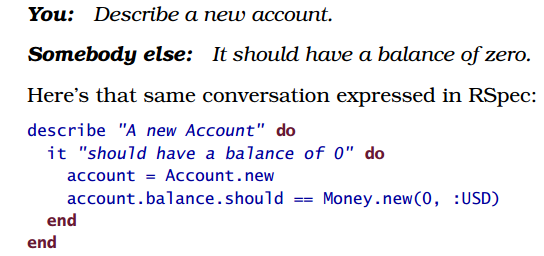 You: Describe a new account.
Somebody else: It should have a balance of zero.
Here's that same conversation expressed in RSpec:
describe "A new Account" do
  it "should have a balance of 0" do
    account = Account.new
    account.balance.should == Money.new(0, :USD)
  end
end